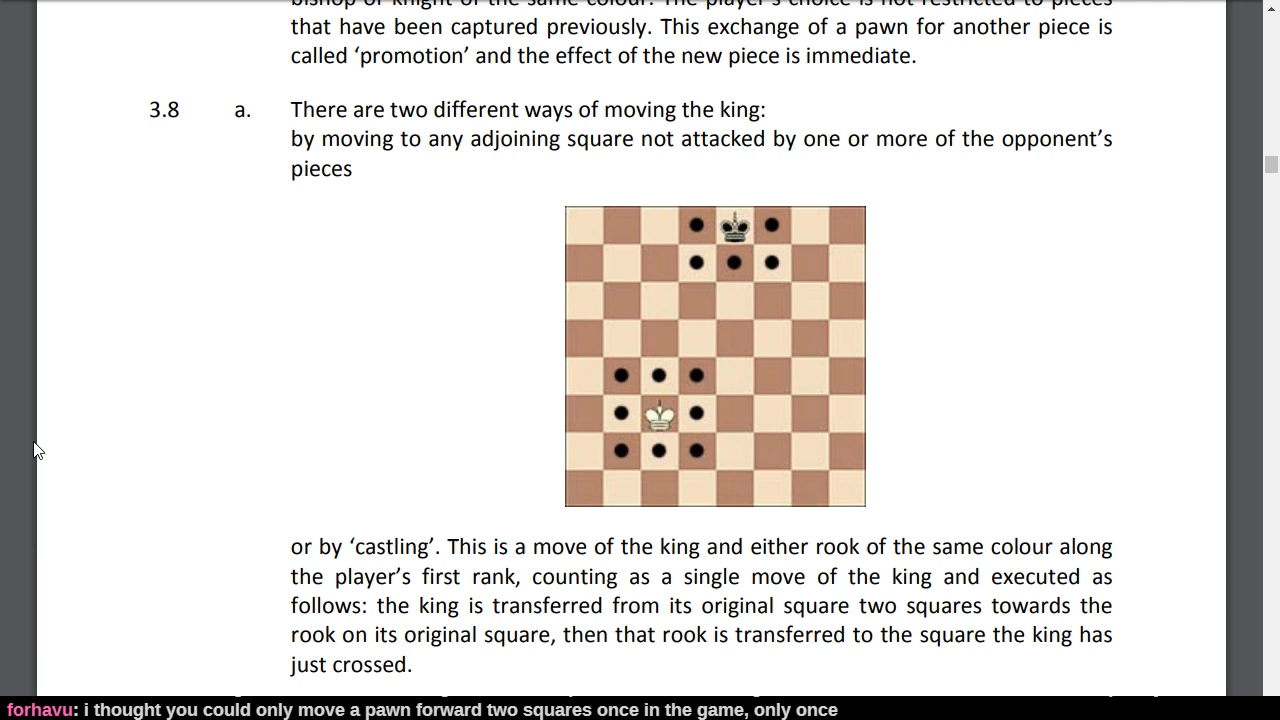 bishop or knight of the same colour. The player's choice is not restricted to pieces
that have been captured previously. This exchange of a pawn for another piece is
called ‘promotion’ and the effect of the new piece is immediate.
3.8 a. There are two different ways of moving the king:
by moving to any adjoining square not attacked by one or more of the opponent’s
pieces
or by ‘castling’. This is a move of the king and either rook of the same colour along
the player’s first rank, counting as a single move of the king and executed as
follows: the king is transferred from its original square two squares towards the
rook on its original square, then that rook is transferred to the square the king has
just crossed.
forhavu: i thought you could only move a pawn forward two squares once in the game, only once